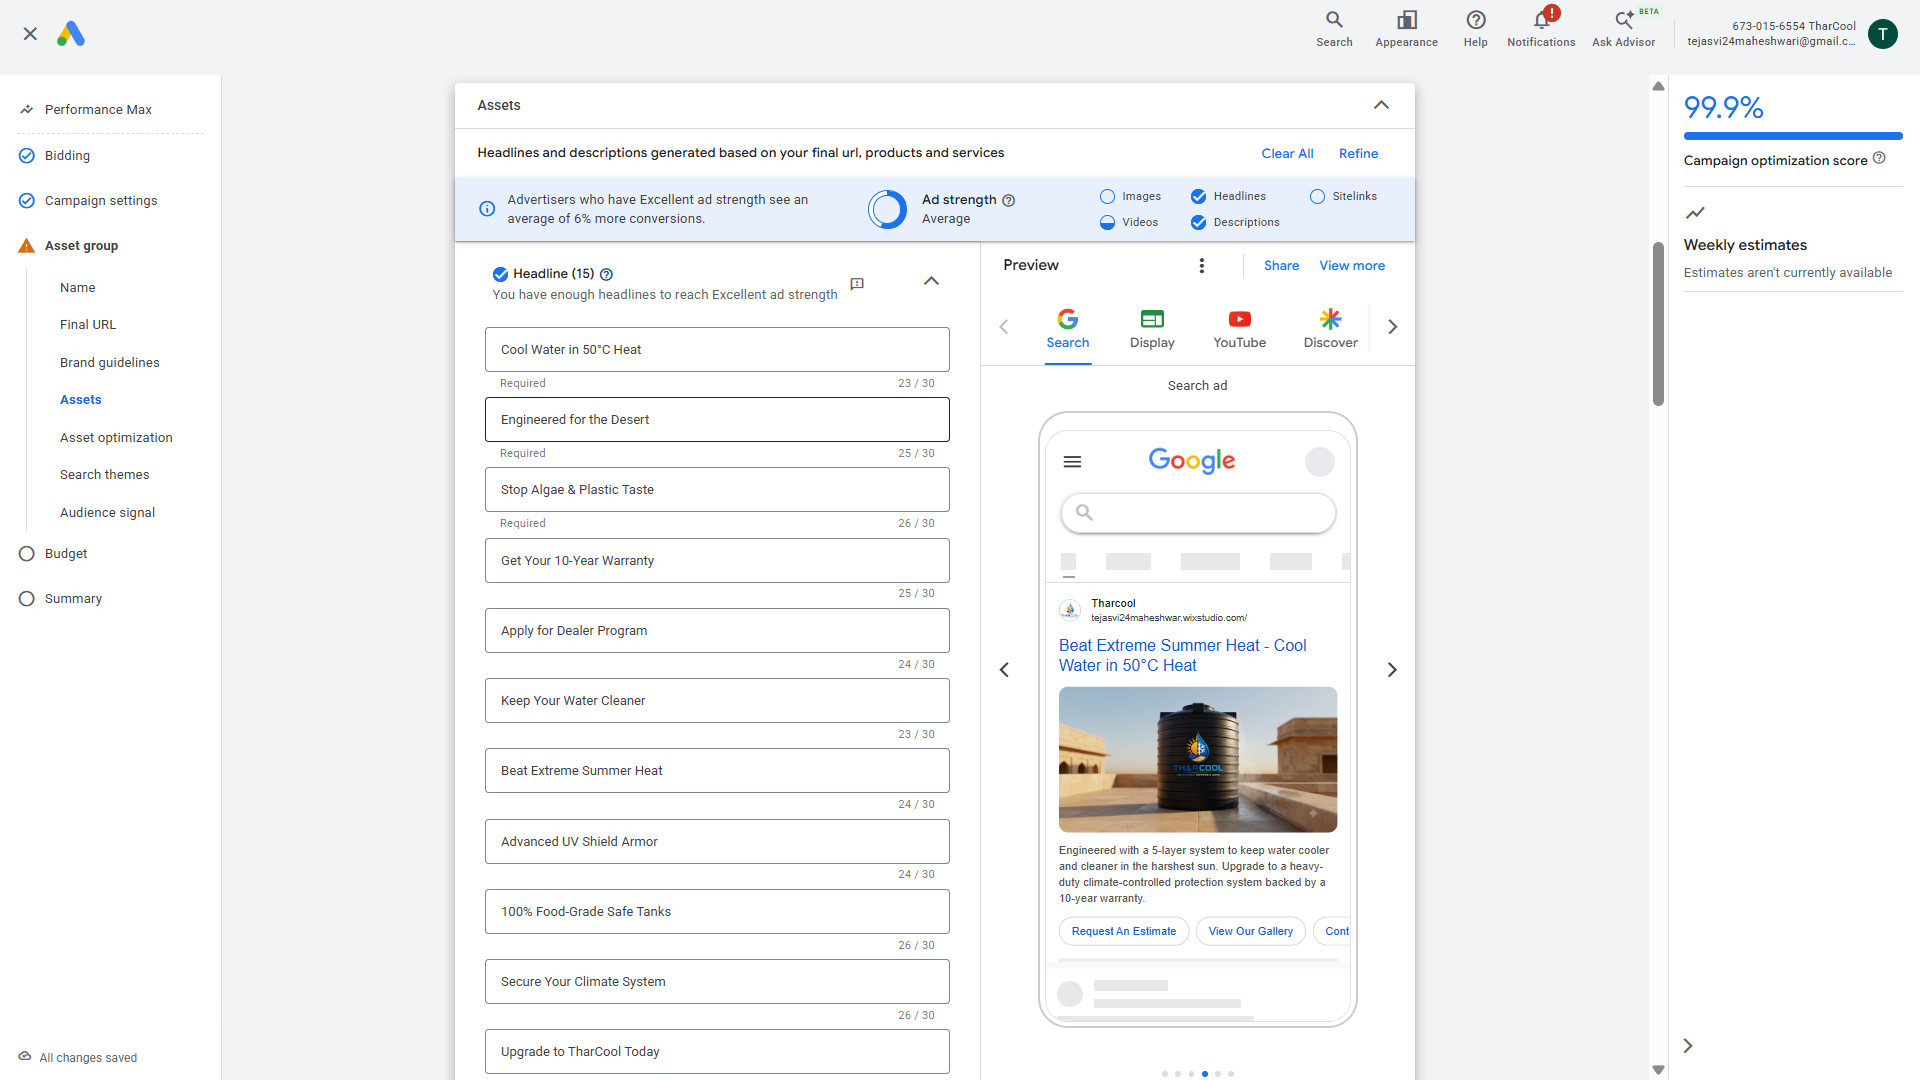 Search
Appearance
Help
Notifications
Ask Advisor
BETA
673-015-6554 TharCool
tejasvi24maheshwari@gmail.c...
T
Performance Max
Bidding
Campaign settings
Asset group
Name
Final URL
Brand guidelines
Assets
Asset optimization
Search themes
Audience signal
Budget
Summary
All changes saved
Assets
Headlines and descriptions generated based on your final url, products and services
Clear All
Refine
Advertisers who have Excellent ad strength see an
average of 6% more conversions.
Ad strength
Average
Images
Headlines
Sitelinks
Videos
Descriptions
Headline (15)
You have enough headlines to reach Excellent ad strength
Cool Water in 50°C Heat
Required
23 / 30
Engineered for the Desert
Required
25 / 30
Stop Algae & Plastic Taste
Required
26 / 30
Get Your 10-Year Warranty
25 / 30
Apply for Dealer Program
24 / 30
Keep Your Water Cleaner
23 / 30
Beat Extreme Summer Heat
24 / 30
Advanced UV Shield Armor
24 / 30
100% Food-Grade Safe Tanks
26 / 30
Secure Your Climate System
26 / 30
Upgrade to TharCool Today
Preview
Share
View more
Search
Display
YouTube
Discover
Search ad
Google
Tharcool
tejasvi24maheshwar.wixstudio.com/
Beat Extreme Summer Heat - Cool
Water in 50°C Heat
THARCOOL
Engineered with a 5-layer system to keep water cooler
and cleaner in the harshest sun. Upgrade to a heavy-
duty climate-controlled protection system backed by a
10-year warranty.
Request An Estimate
View Our Gallery
Cont
99.9%
Campaign optimization score
Weekly estimates
Estimates aren't currently available